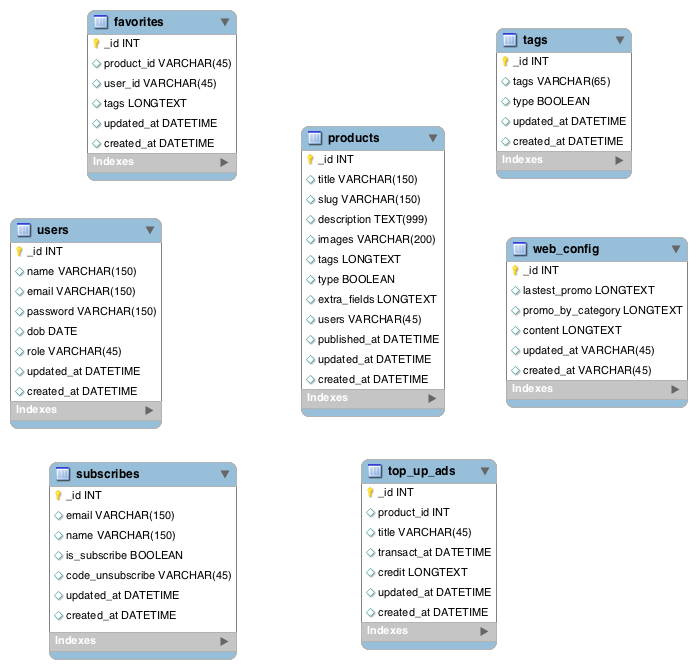 favorites
_id INT
product_id VARCHAR(45)
user_id VARCHAR(45)
tags LONGTEXT
updated_at DATETIME
created_at DATETIME
Indexes
tags
_id INT
tags VARCHAR(65)
type BOOLEAN
updated_at DATETIME
created_at DATETIME
Indexes
products
_id INT
title VARCHAR(150)
slug VARCHAR(150)
description TEXT(999)
images VARCHAR(200)
tags LONGTEXT
type BOOLEAN
extra_fields LONGTEXT
users VARCHAR(45)
published_at DATETIME
updated_at DATETIME
created_at DATETIME
Indexes
users
_id INT
name VARCHAR(150)
email VARCHAR(150)
password VARCHAR(150)
dob DATE
role VARCHAR(45)
updated_at DATETIME
created_at DATETIME
Indexes
web_config
_id INT
lastest_promo LONGTEXT
promo_by_category LONGTEXT
content LONGTEXT
updated_at VARCHAR(45)
created_at VARCHAR(45)
Indexes
subscribes
_id INT
email VARCHAR(150)
name VARCHAR(150)
is_subscribe BOOLEAN
code_unsubscribe VARCHAR(45)
updated_at DATETIME
created_at DATETIME
Indexes
top_up_ads
_id INT
product_id INT
title VARCHAR(45)
transact_at DATETIME
credit LONGTEXT
updated_at DATETIME
created_at DATETIME
Indexes